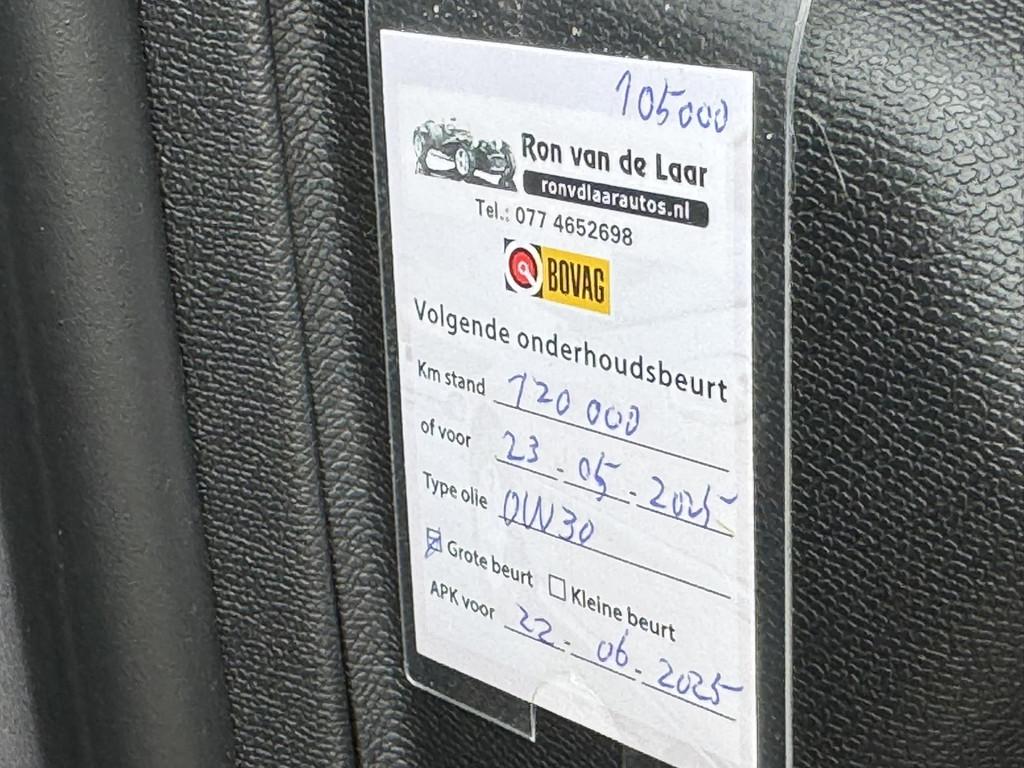 105000
Ron van de Laar
ronvdlaarautos.nl
Tel.: 077 4652698
BOVAG
Volgende onderhoudsbeurt
Km stand 120 000
of voor 23-05-2025
Type olie 0W30
Grote beurt Kleine beurt
APK voor 22-06-2025